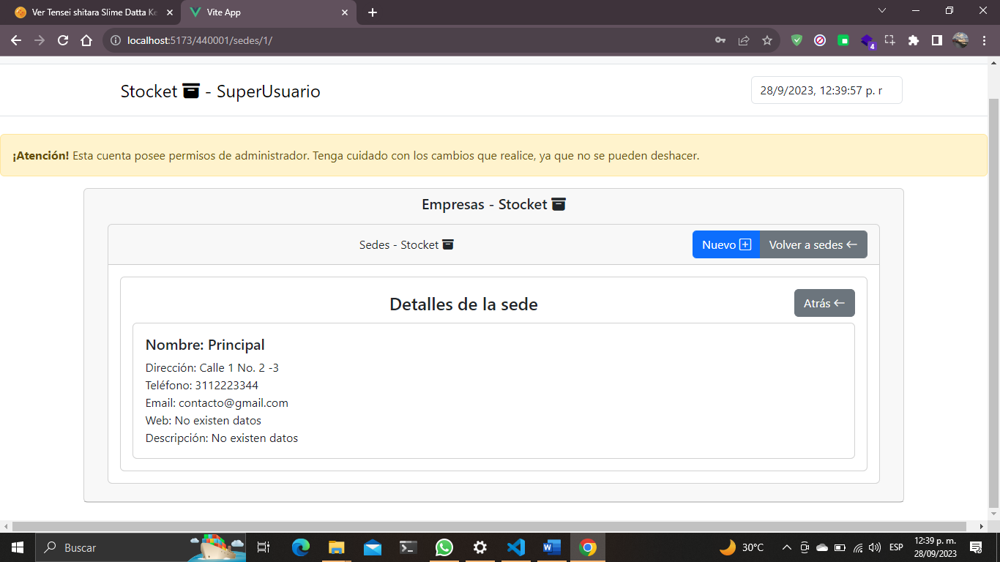 Ver Tensei shitara Slime Datta Ke
Vite App
localhost:5173/440001/sedes/1/
4
Stocket - SuperUsuario
28/9/2023, 12:39:57 p. r
¡Atención! Esta cuenta posee permisos de administrador. Tenga cuidado con los cambios que realice, ya que no se pueden deshacer.
Empresas - Stocket
Sedes - Stocket
Nuevo
Volver a sedes
Detalles de la sede
Atrás
Nombre: Principal
Dirección: Calle 1 No. 2 -3
Teléfono: 3112223344
Email: contacto@gmail.com
Web: No existen datos
Descripción: No existen datos
Buscar
30°C
ESP
12:39 p. m.
28/09/2023